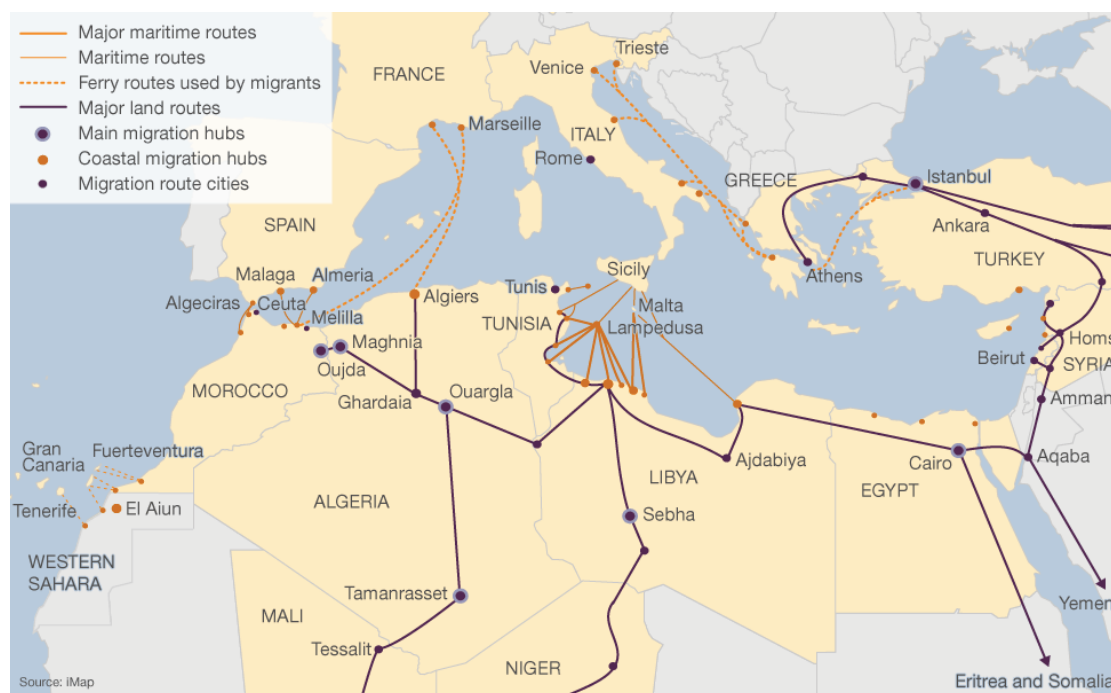 Major maritime routes
Maritime routes
Ferry routes used by migrants
Major land routes
Main migration hubs
Coastal migration hubs
Migration route cities
Trieste
Venice
FRANCE
Marseille
ITALY
Rome
GREECE
Istanbul
Ankara
SPAIN
TURKEY
Athens
Sicily
Malaga
Almeria
Tunis
Malta
Algeciras
Ceuta
Algiers
TUNISIA
Lampedusa
Melilla
Maghnia
Homs
Beirut
SYRIA
Oujda
MOROCCO
Ouargla
Ghardaia
Amman
Gran
Canaria
Fuerteventura
Ajdabiya
Cairo
Aqaba
LIBYA
EGYPT
ALGERIA
Tenerife
El Aiun
Sebha
WESTERN
SAHARA
Tamanrasset
Yemen
MALI
Tessalit
NIGER
Source: iMap
Eritrea and Somalia